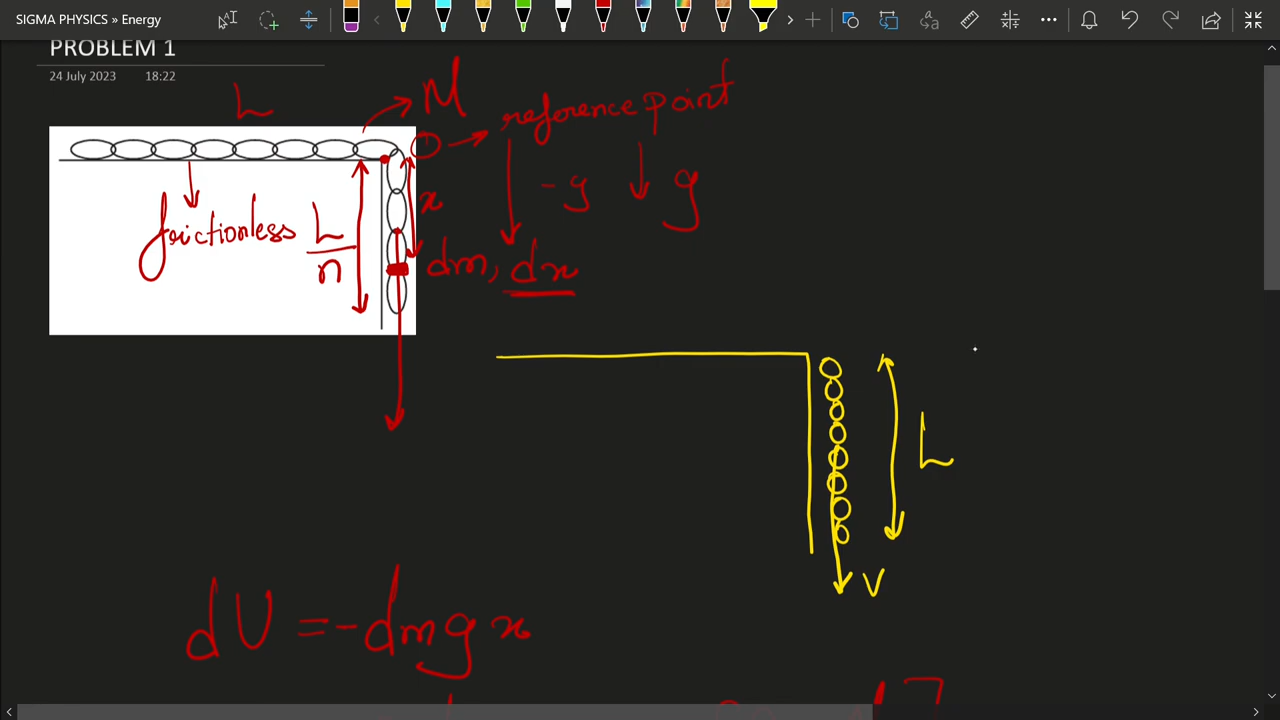 SIGMA PHYSICS » Energy
PROBLEM 1
24 July 2023 18:22
L
M
O → reference point
-g
g
x
frictionless
L/n
dm, dx
L
v
dU = -dmgx